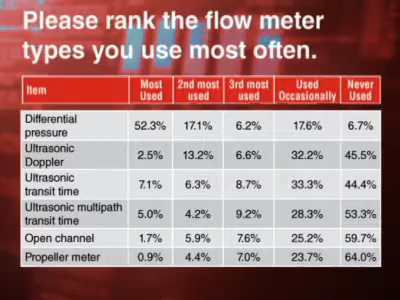 Please rank the flow meter
types you use most often.
Item Most Used 2nd most used 3rd most used Used Occasionally Never Used
Differential pressure 52.3% 17.1% 6.2% 17.6% 6.7%
Ultrasonic Doppler 2.5% 13.2% 6.6% 32.2% 45.5%
Ultrasonic transit time 7.1% 6.3% 8.7% 33.3% 44.4%
Ultrasonic multipath transit time 5.0% 4.2% 9.2% 28.3% 53.3%
Open channel 1.7% 5.9% 7.6% 25.2% 59.7%
Propeller meter 0.9% 4.4% 7.0% 23.7% 64.0%